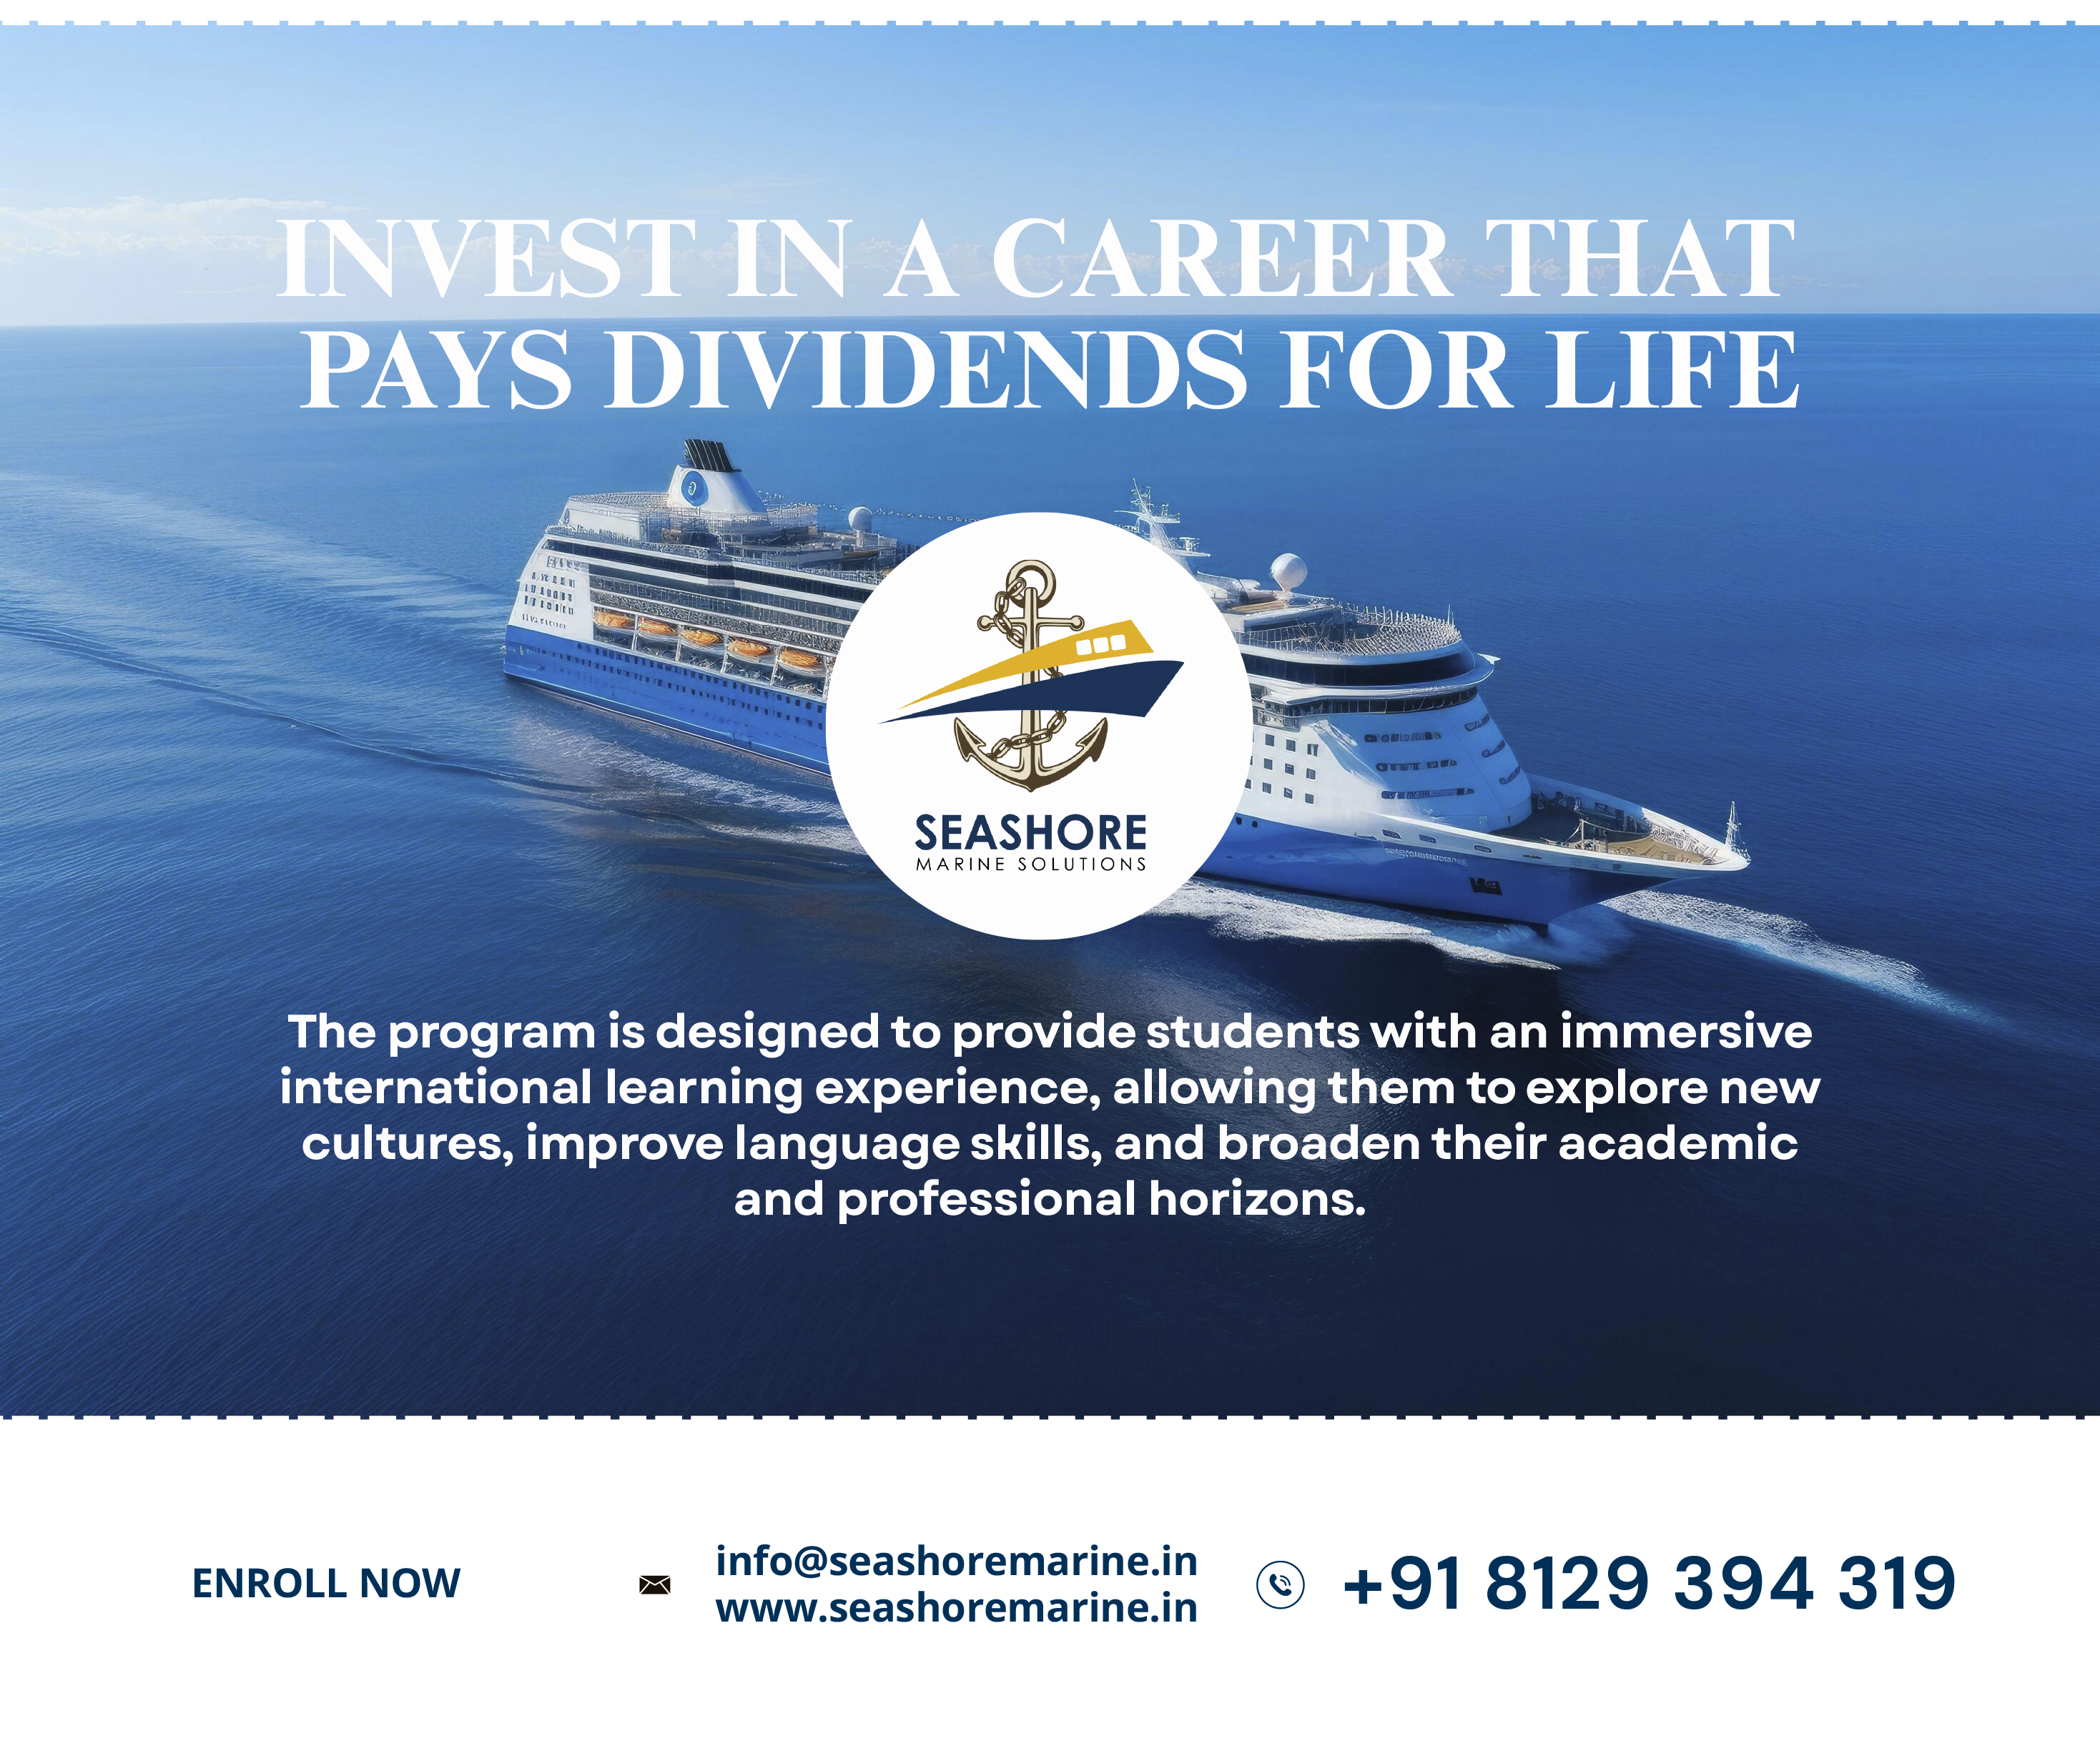 INVEST IN A CAREER THAT
PAYS DIVIDENDS FOR LIFE
SEASHORE
MARINE SOLUTIONS
The program is designed to provide students with an immersive
international learning experience, allowing them to explore new
cultures, improve language skills, and broaden their academic
and professional horizons.
ENROLL NOW
info@seashoremarine.in
www.seashoremarine.in
+91 8129 394 319